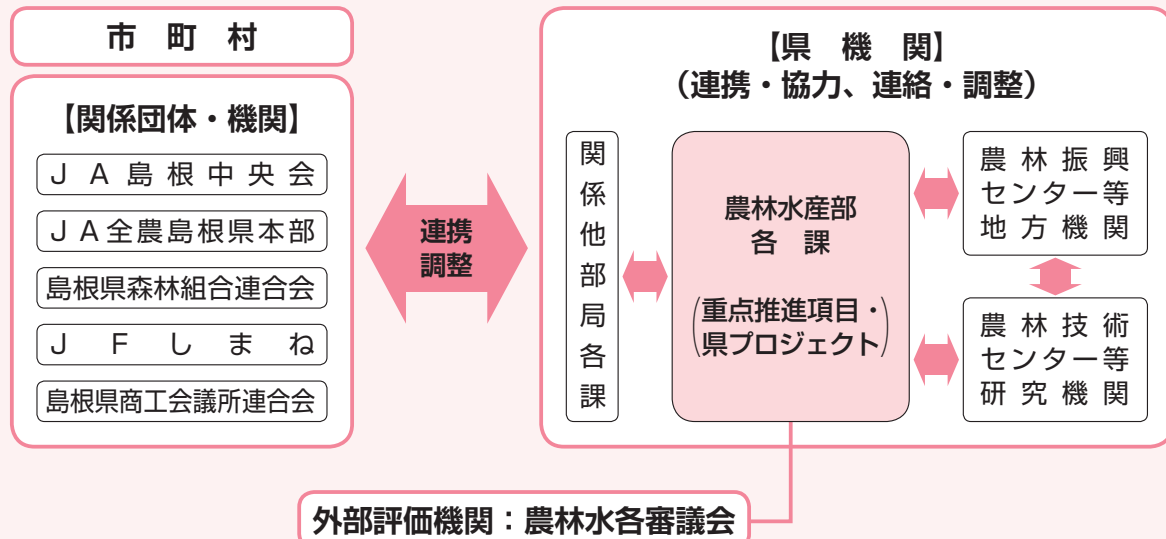 市町村
【関係団体・機関】
JA島根中央会
JA全農島根県本部
島根県森林組合連合会
JFしまね
島根県商工会議所連合会
連携
調整
【県機関】
(連携・協力、連絡・調整)
関係他部局各課
農林水産部
各課
(重点推進項目・
県プロジェクト)
農林振興
センター等
地方機関
農林技術
センター等
研究機関
外部評価機関：農林水各審議会